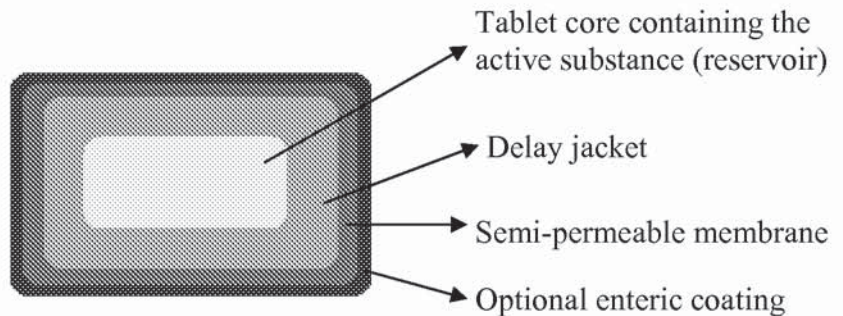 Tablet core containing the
active substance (reservoir)
Delay jacket
Semi-permeable membrane
Optional enteric coating